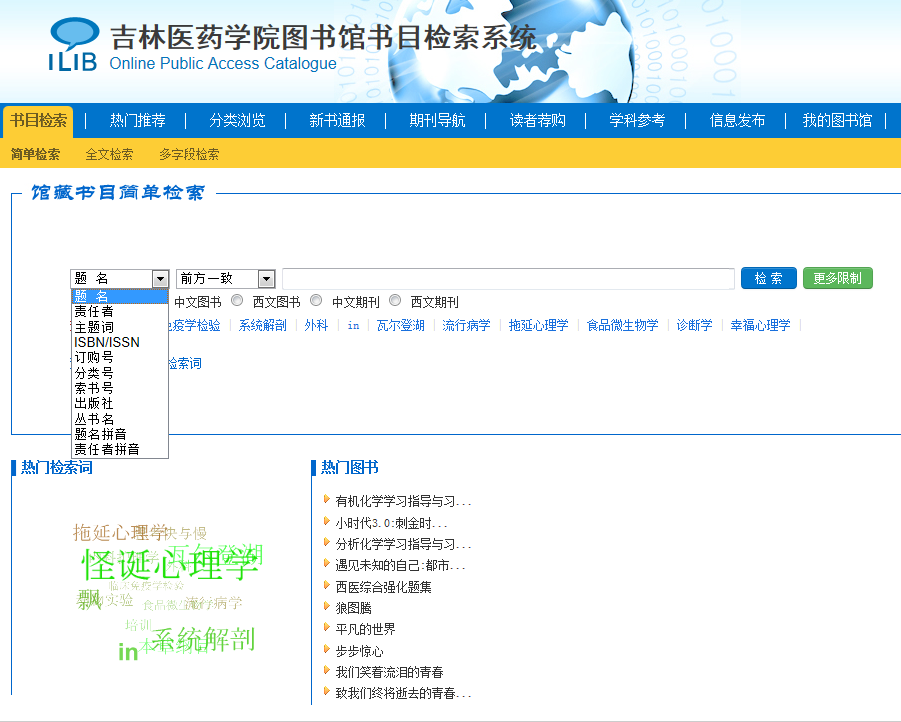 吉林医药学院图书馆书目检索系统
ILIB
Online Public Access Catalogue
书目检索 热门推荐 分类浏览 新书通报 期刊导航 读者荐购 学科参考 信息发布 我的图书馆
简单检索 全文检索 多字段检索
馆藏书目简单检索
题 名 前方一致 检 索 更多限制
题 名
责任者
主题词
ISBN/ISSN
订购号
分类号
索书号
出版社
丛书名
题名拼音
责任者拼音
中文图书 西文图书 中文期刊 西文期刊
疫学检验 系统解剖 外科 in 瓦尔登湖 流行病学 拖延心理学 食品微生物学 诊断学 幸福心理学
检索词
热门检索词
拖延心理学 快与慢
瓦尔登湖
怪诞心理学
飘 实验 食品微生物学 流行病学
培训
系统解剖
in
热门图书
有机化学学习指导与习...
小时代3.0:刺金时...
分析化学学习指导与习...
遇见未知的自己:都市...
西医综合强化题集
狼图腾
平凡的世界
步步惊心
我们笑着流泪的青春
致我们终将逝去的青春...